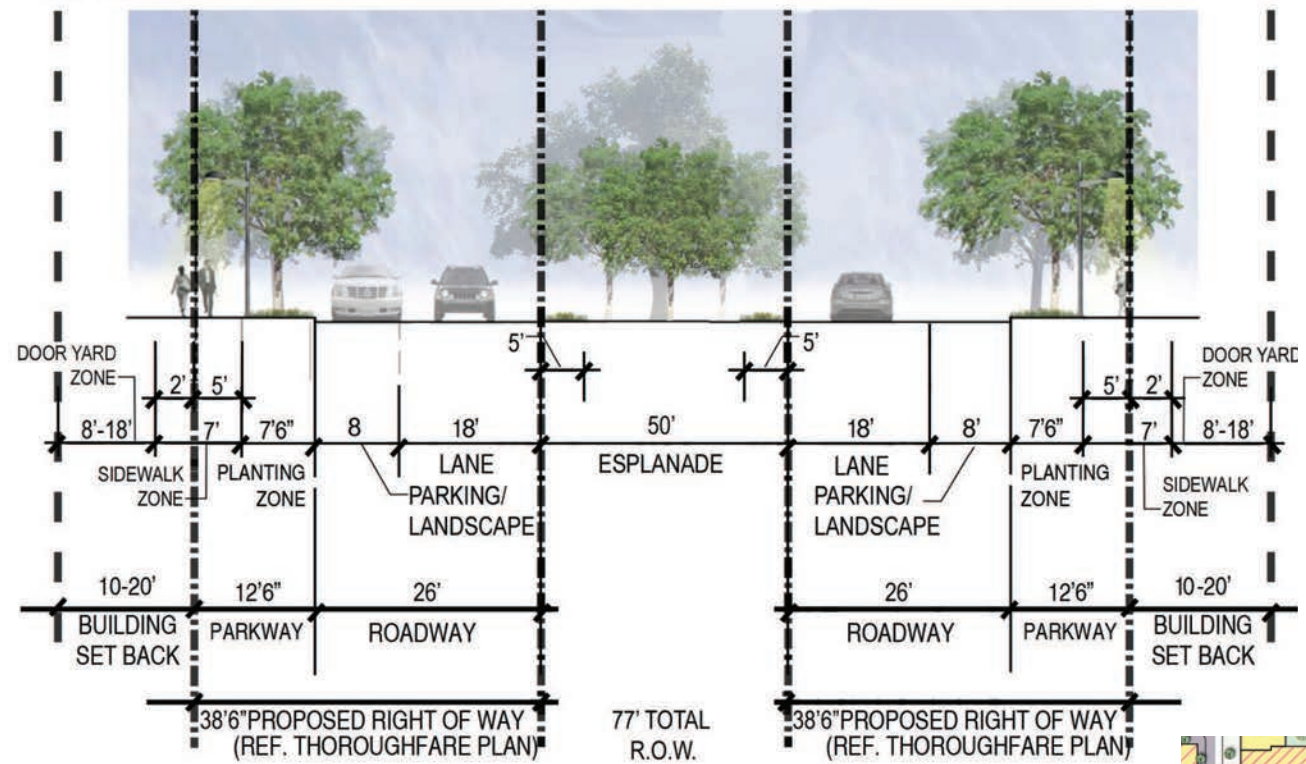 5'
5'
DOOR YARD
ZONE
2'
5'
5'
2'
DOOR YARD
ZONE
8'-18'
7'
7'6"
8
18'
50'
18'
8'
7'6"
7'
8'-18'
SIDEWALK
ZONE
PLANTING
ZONE
LANE
PARKING/
LANDSCAPE
ESPLANADE
LANE
PARKING/
LANDSCAPE
PLANTING
ZONE
SIDEWALK
ZONE
10-20'
12'6"
26'
26'
12'6"
10-20'
BUILDING
SET BACK
PARKWAY
ROADWAY
ROADWAY
PARKWAY
BUILDING
SET BACK
38'6"PROPOSED RIGHT OF WAY
(REF. THOROUGHFARE PLAN)
77' TOTAL
R.O.W.
38'6"PROPOSED RIGHT OF WAY
(REF. THOROUGHFARE PLAN)